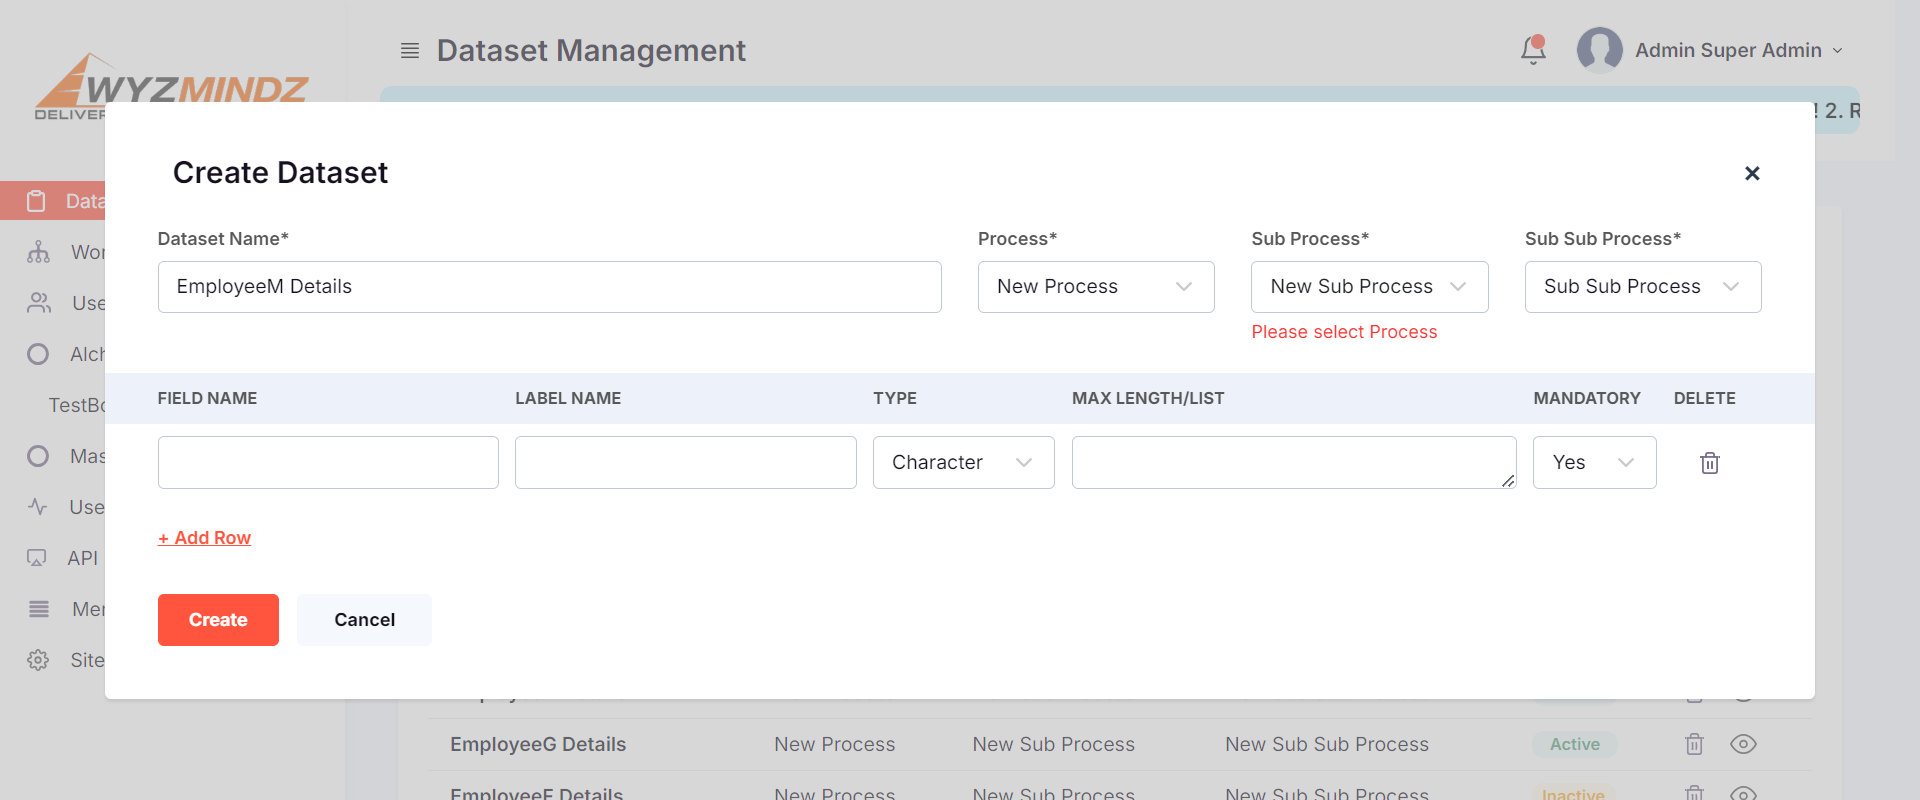 Dataset Management
Admin Super Admin
WYZMINDZ
DELIVER
! 2. R
Create Dataset
Dataset Name*
Process*
Sub Process*
Sub Sub Process*
EmployeeM Details
New Process
New Sub Process
Sub Sub Process
Please select Process
FIELD NAME
LABEL NAME
TYPE
MAX LENGTH/LIST
MANDATORY
DELETE
Character
Yes
+ Add Row
Create
Cancel
Data
Wor
Use
Alch
TestBo
Mas
Use
API
Mer
Site
EmployeeG Details
New Process
New Sub Process
New Sub Sub Process
Active
EmployeeF Details
New Process
New Sub Process
New Sub Sub Process
Inactive